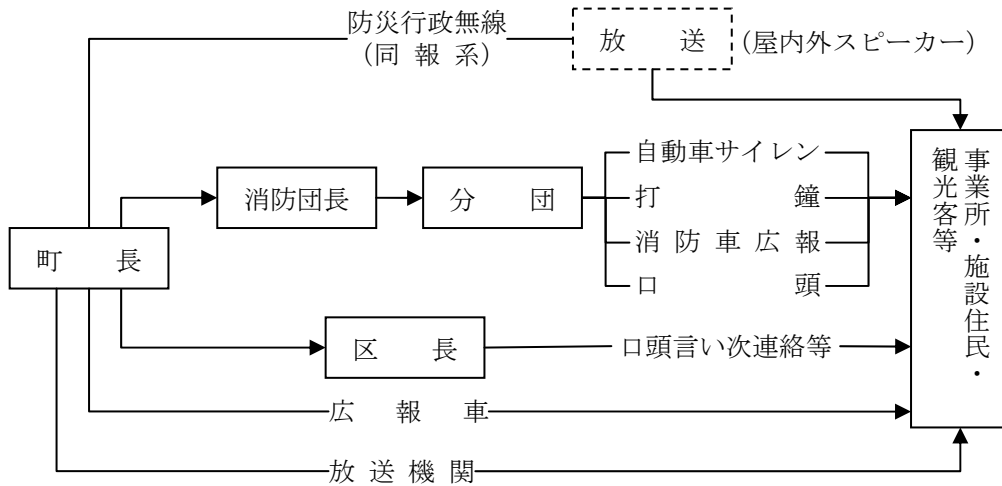 防災行政無線
(同 報 系)
放　送
(屋内外スピーカー)
自動車サイレン
消防団長
分　団
打　　　　鐘
消 防 車 広 報
口　　　　頭
町　長
区　長
口頭言い次連絡等
広　報　車
放 送 機 関
事業所・施設住民・
観光客等